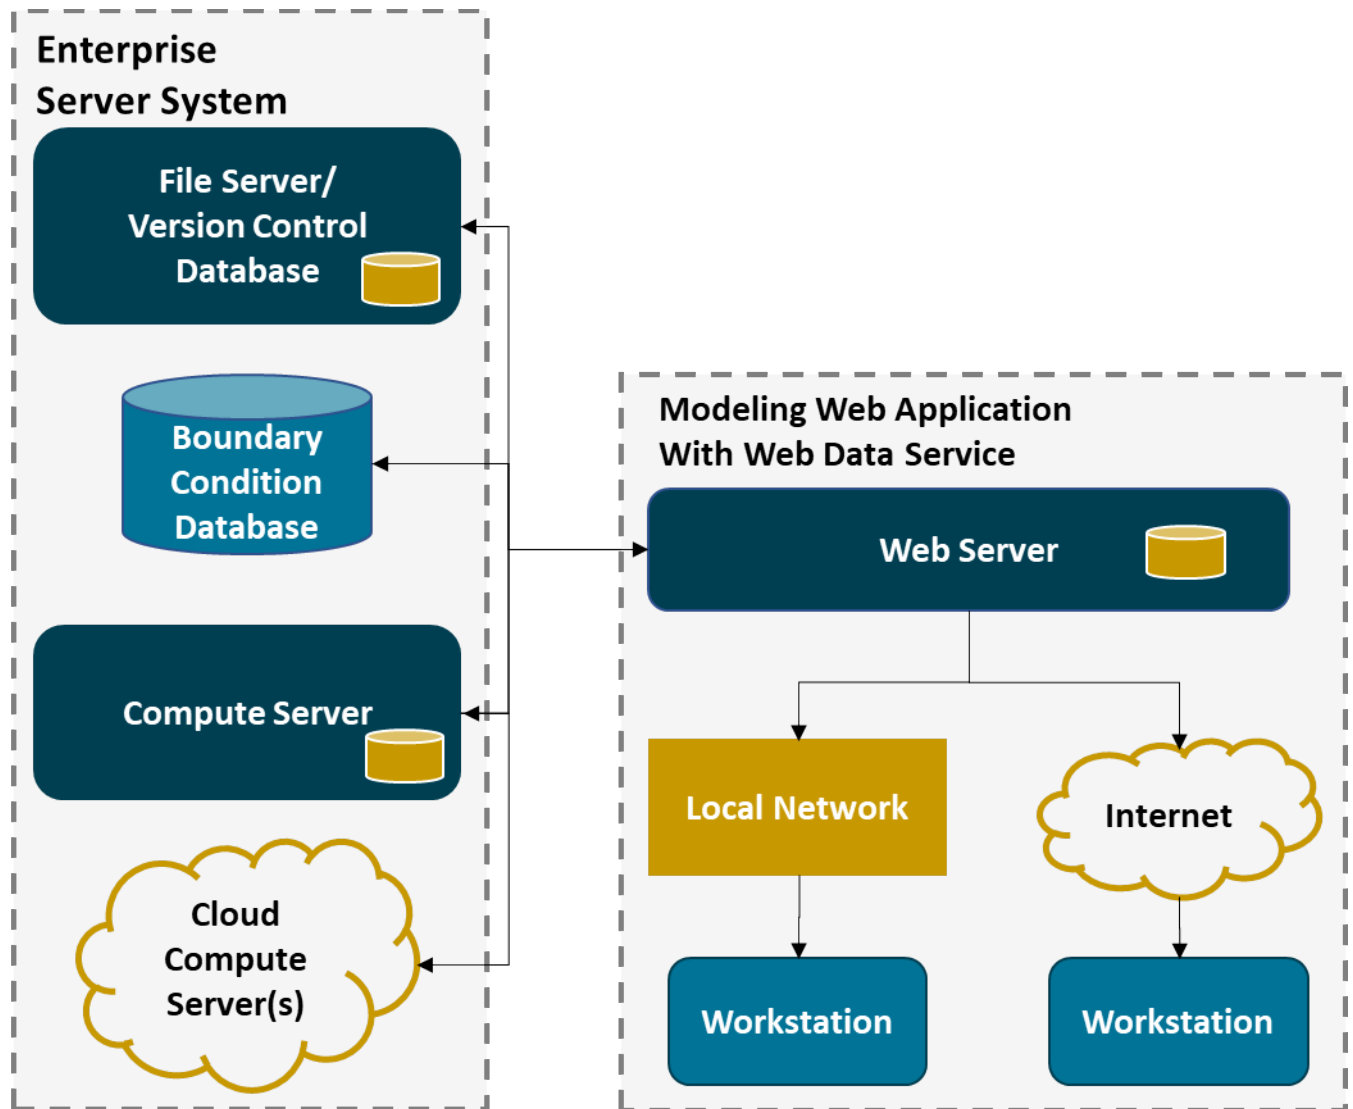 Enterprise
Server System
File Server/
Version Control
Database
Boundary
Condition
Database
Compute Server
Cloud
Compute
Server(s)
Modeling Web Application
With Web Data Service
Web Server
Local Network
Internet
Workstation
Workstation